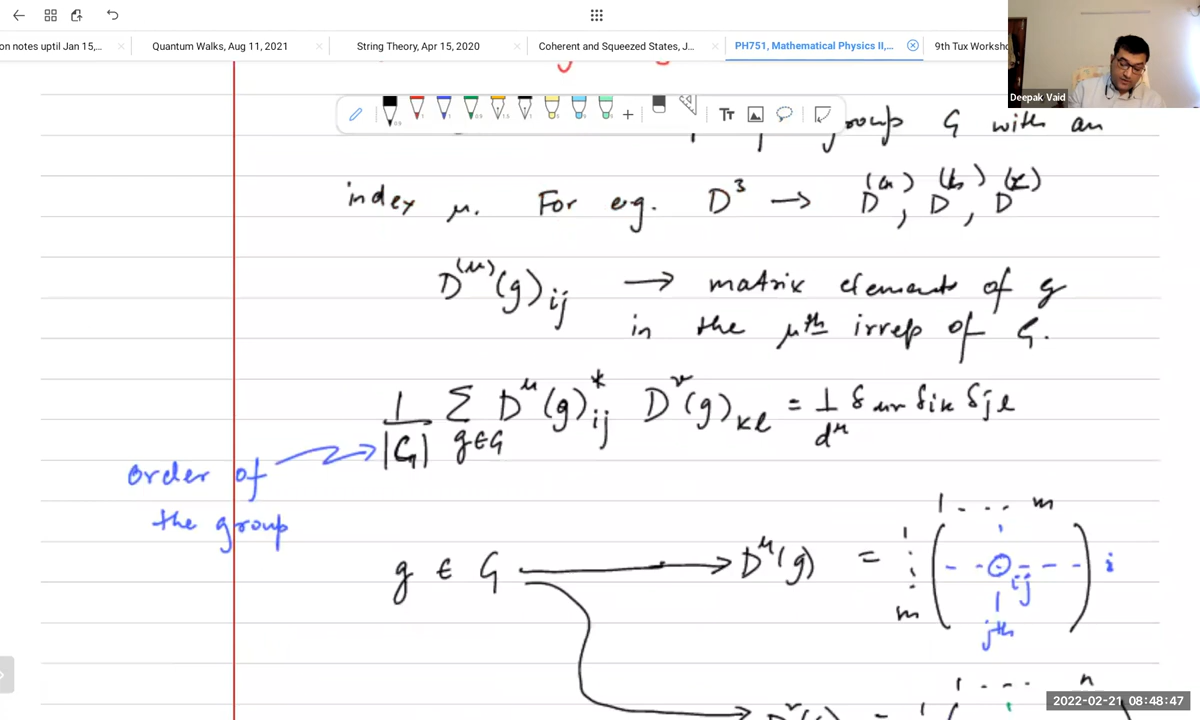 on notes uptil Jan 15,...
Quantum Walks, Aug 11, 2021
String Theory, Apr 15, 2020
Coherent and Squeezed States, J...
PH751, Mathematical Physics II,...
9th Tux Worksho
Deepak Vaid
Tт
group G with an
index μ. For eg. D³ → D^(a), D^(b), D^(c)
D^(μ)(g)_ij → matrix elements of g
in the μth irrep of G.
1/|G| Σ_{g∈G} D^μ(g)*_ij D^ν(g)_kl = 1/d^μ δ_μν δ_ik δ_jl
Order of
the group
1 ... m
g ∈ G → D^μ(g) = ( ij ) i
m
jth
1 ... n
2022-02-21 08:48:47